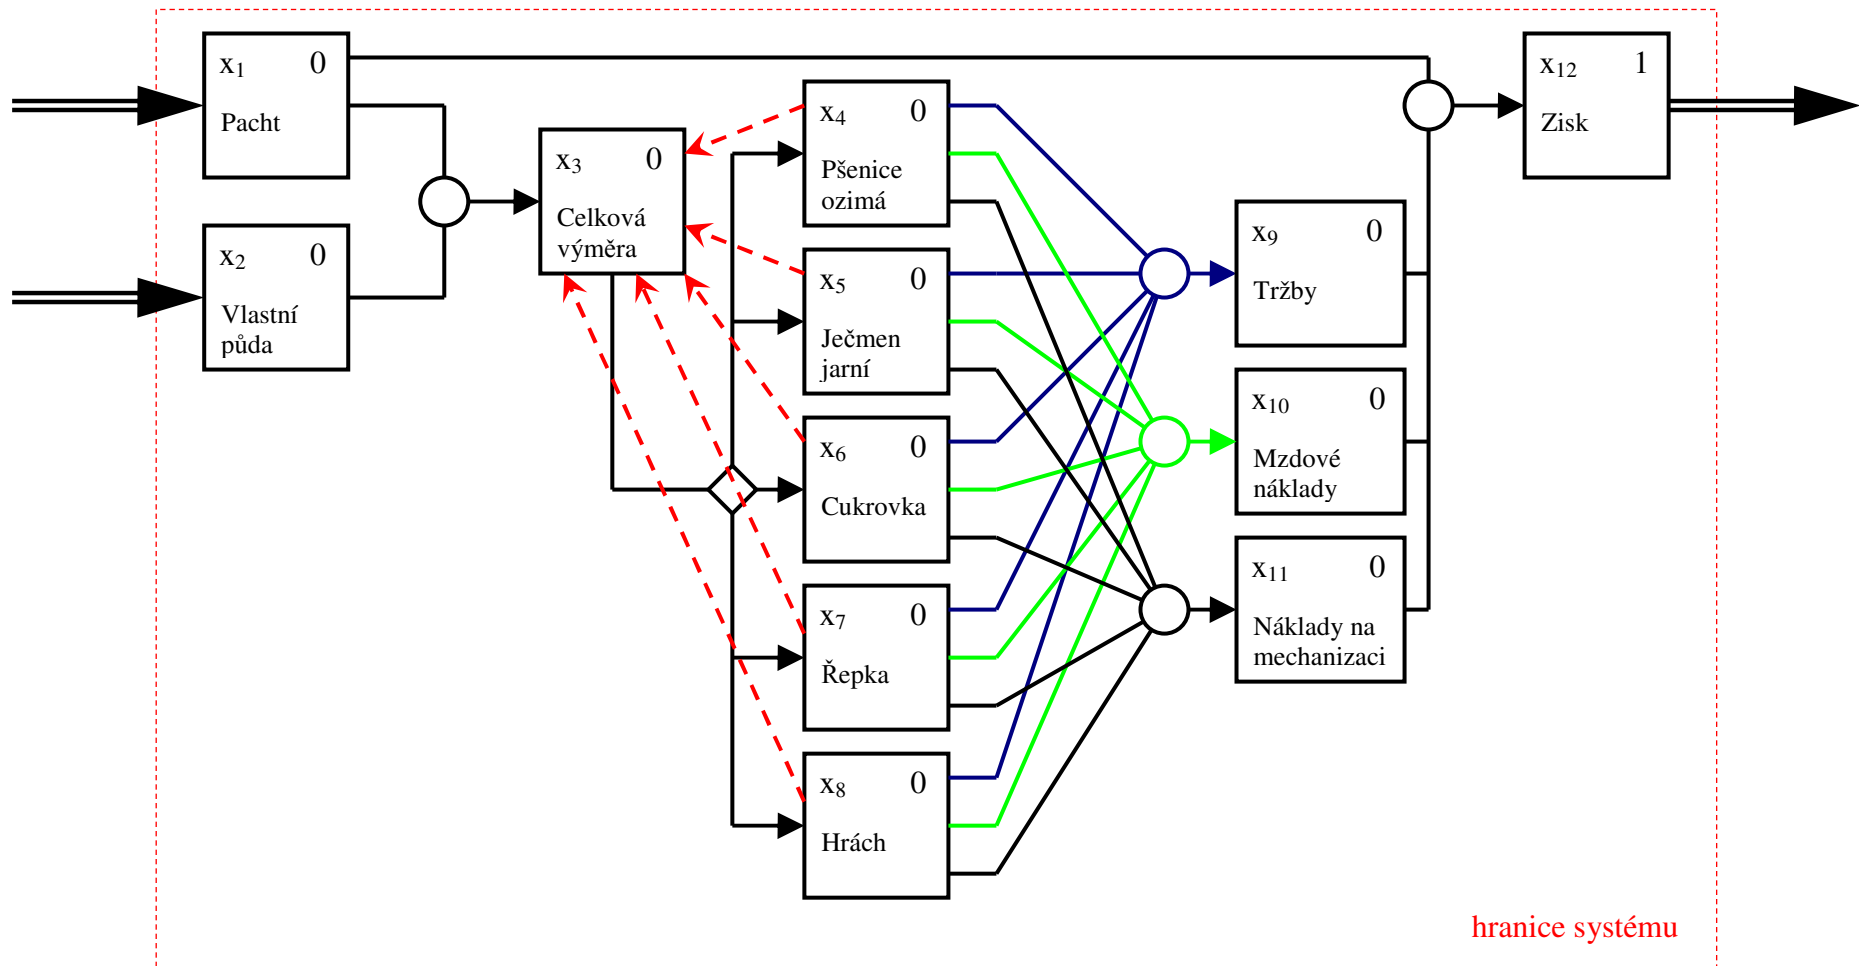 x1 0
Pacht
x2 0
Vlastní
půda
x3 0
Celková
výměra
x4 0
Pšenice
ozimá
x5 0
Ječmen
jarní
x6 0
Cukrovka
x7 0
Řepka
x8 0
Hrách
x9 0
Tržby
x10 0
Mzdové
náklady
x11 0
Náklady na
mechanizaci
x12 1
Zisk
hranice systému